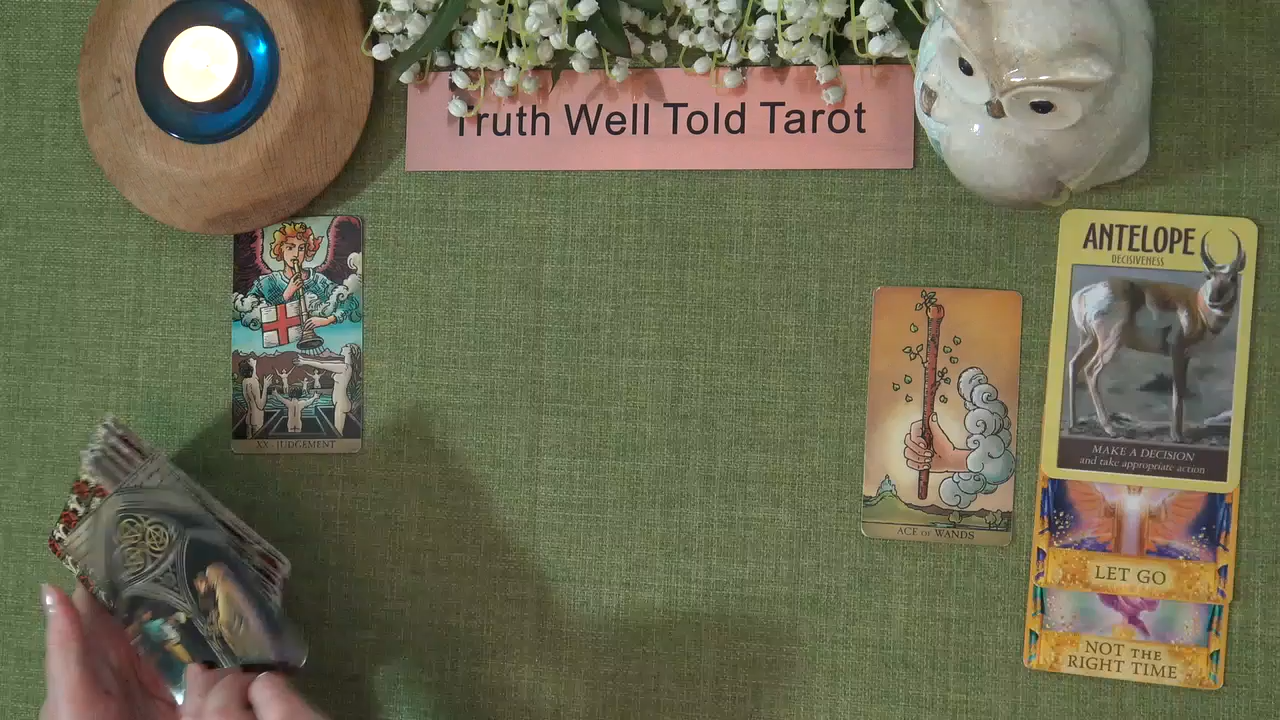 Truth Well Told Tarot
XX • JUDGEMENT
ACE OF WANDS
ANTELOPE
DECISIVENESS
MAKE A DECISION
and take appropriate action
LET GO
NOT THE
RIGHT TIME